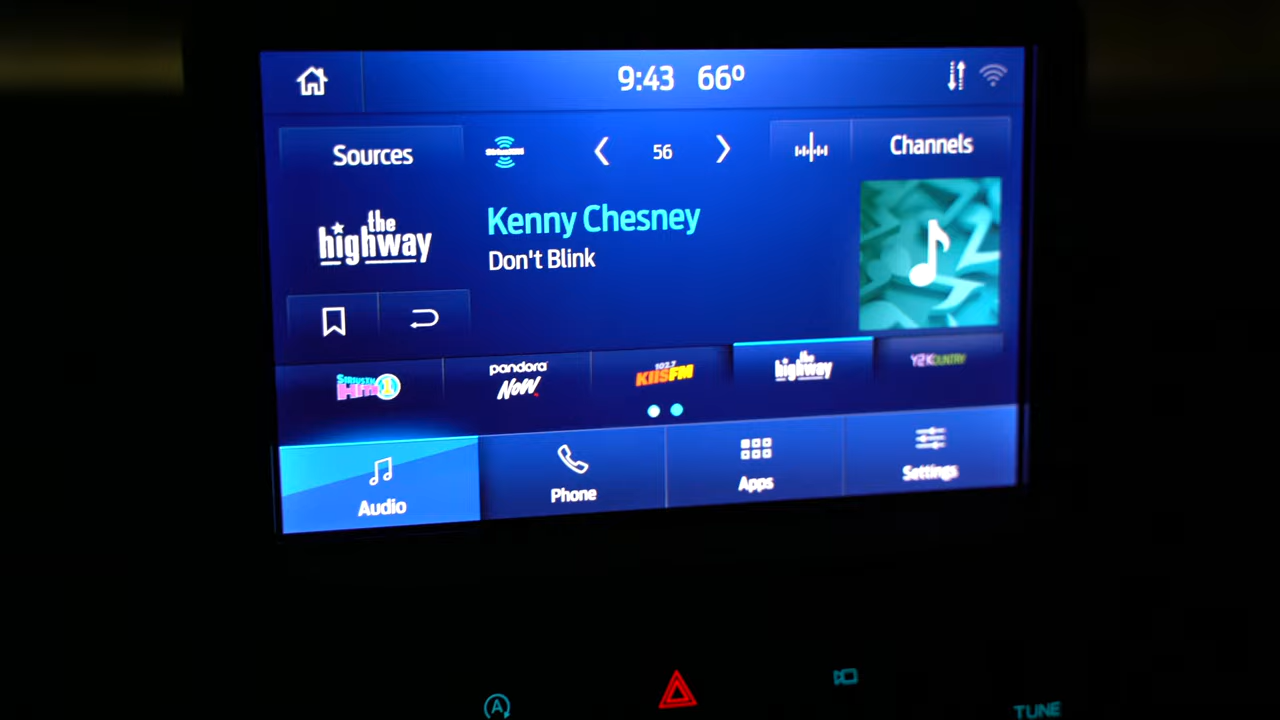 9:43 66º
Sources
56
Channels
the
highway
Kenny Chesney
Don't Blink
SiriusXM
Hits 1
pandora
NOW
102.7
KIIS FM
the
highway
Y2KOUNTRY
Audio
Phone
Apps
Settings
A
TUNE